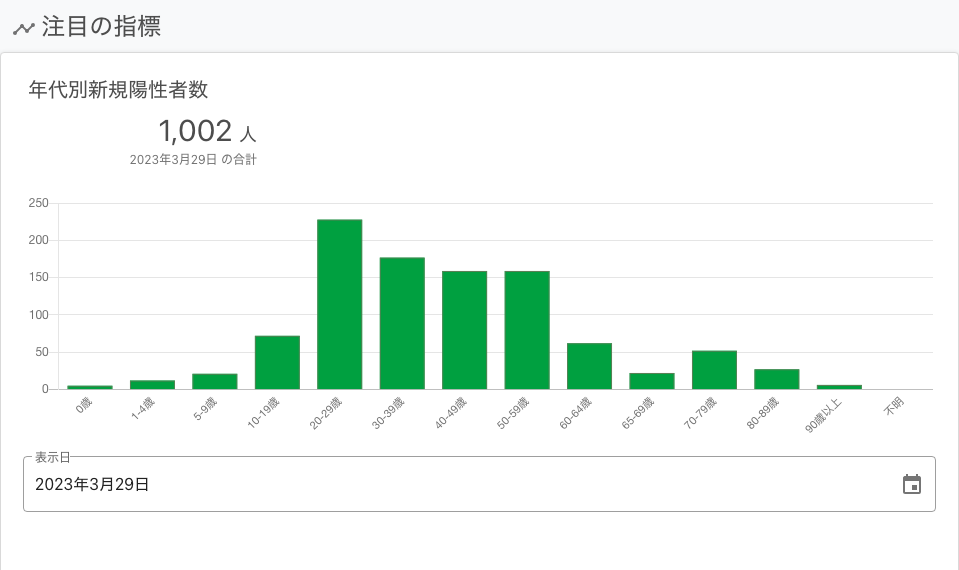 注目の指標
年代別新規陽性者数
1,002 人
2023年3月29日 の合計
250
200
150
100
50
0
0歳
1-4歳
5-9歳
10-19歳
20-29歳
30-39歳
40-49歳
50-59歳
60-64歳
65-69歳
70-79歳
80-89歳
90歳以上
不明
表示日
2023年3月29日